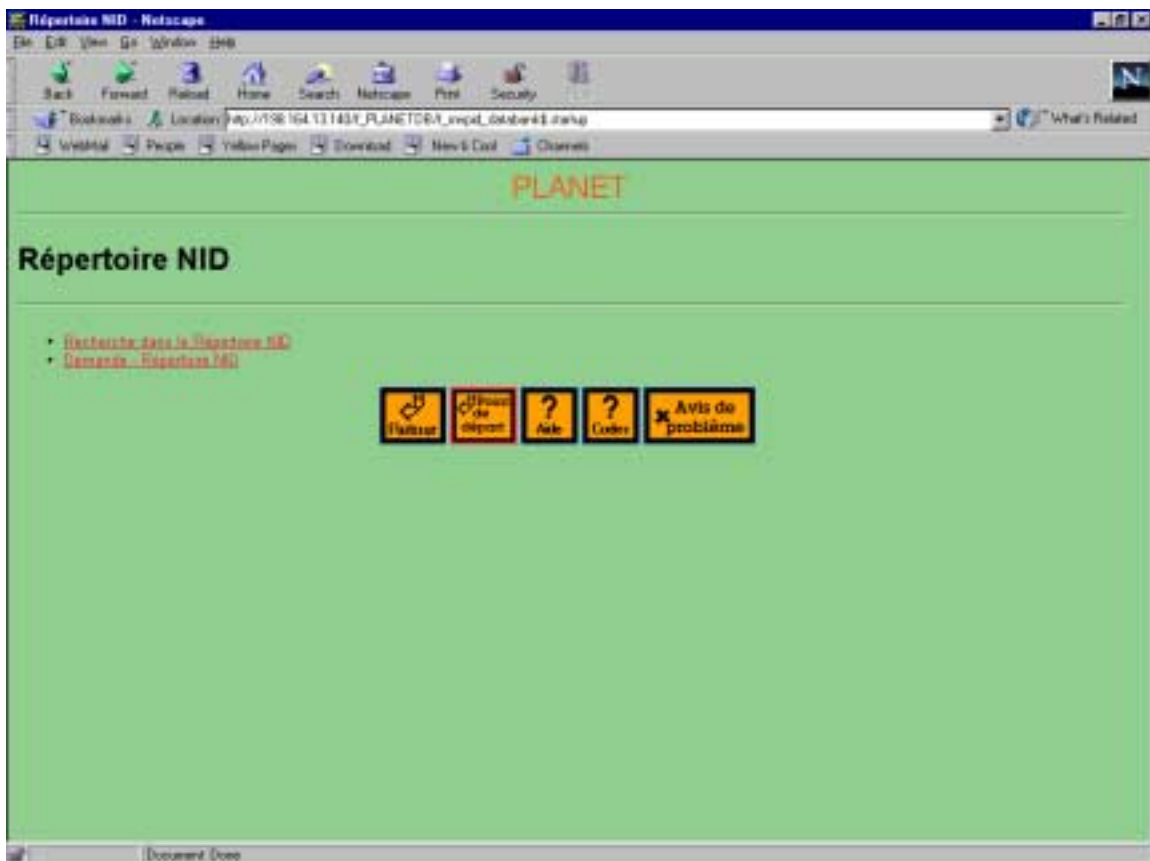 Répertoire NID - Netscape
File Edit View Go Window Help
Back Forward Reload Home Search Netscape Print Security
Bookmarks Location: What's Related
WebMail People Yellow Pages Download New & Cool Channels
PLANET
Répertoire NID
Recherche dans le Répertoire NID
Demande - Répertoire NID
Retour
Point de départ
Aide
Codes
Avis de problème
Document: Done